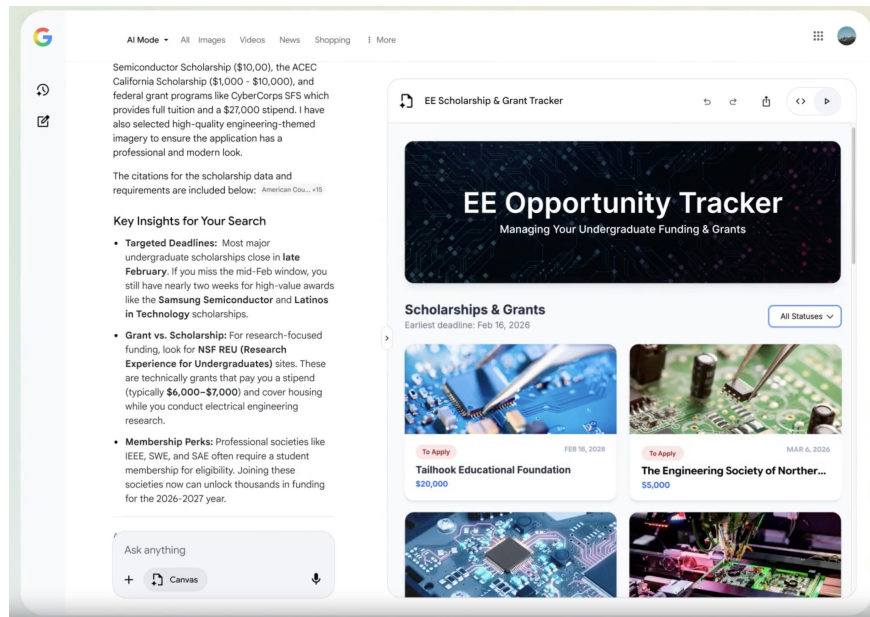 AI Mode All Images Videos News Shopping More
Semiconductor Scholarship ($10,00), the ACEC
California Scholarship ($1,000 - $10,000), and
federal grant programs like CyberCorps SFS which
provides full tuition and a $27,000 stipend. I have
also selected high-quality engineering-themed
imagery to ensure the application has a
professional and modern look.
The citations for the scholarship data and
requirements are included below: American Cou... +15
Key Insights for Your Search
• Targeted Deadlines: Most major
undergraduate scholarships close in late
February. If you miss the mid-Feb window, you
still have nearly two weeks for high-value awards
like the Samsung Semiconductor and Latinos
in Technology scholarships.
• Grant vs. Scholarship: For research-focused
funding, look for NSF REU (Research
Experience for Undergraduates) sites. These
are technically grants that pay you a stipend
(typically $6,000–$7,000) and cover housing
while you conduct electrical engineering
research.
• Membership Perks: Professional societies like
IEEE, SWE, and SAE often require a student
membership for eligibility. Joining these
societies now can unlock thousands in funding
for the 2026-2027 year.
Ask anything
Canvas
EE Scholarship & Grant Tracker
EE Opportunity Tracker
Managing Your Undergraduate Funding & Grants
Scholarships & Grants
Earliest deadline: Feb 16, 2026
All Statuses
To Apply FEB 16, 2026
Tailhook Educational Foundation
$20,000
To Apply MAR 6, 2026
The Engineering Society of Norther...
$5,000